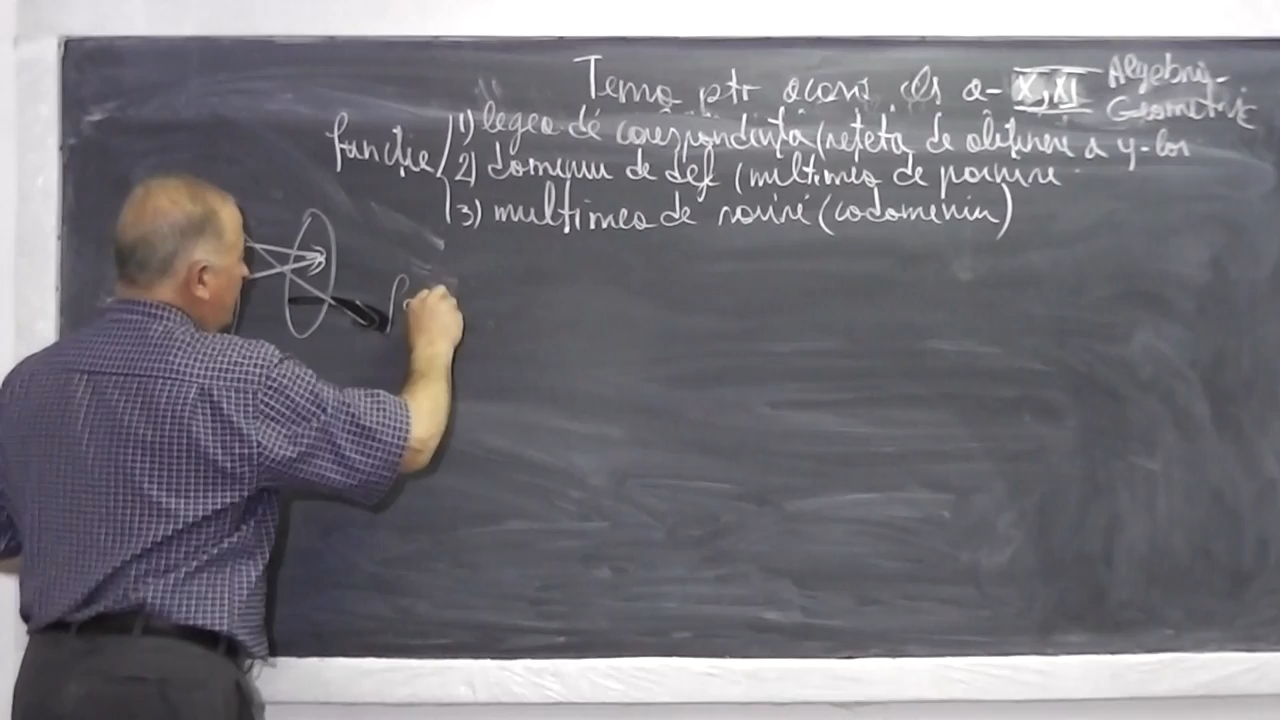 Tema ptr acasă cls a- X, XI Algebră-
Geometrie
funcție 1) legea de corespondență (rețeta de obținere a y-lor
2) domeniu de def (mulțimea de pornire
3) mulțimea de sosire (codomeniu)
f